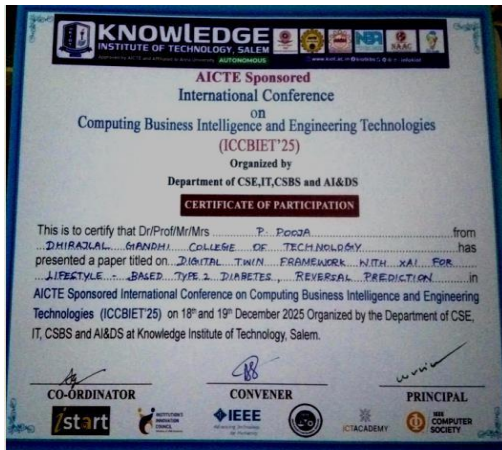 KNOWLEDGE
INSTITUTE OF TECHNOLOGY, SALEM
AUTONOMOUS
AICTE Sponsored
International Conference
on
Computing Business Intelligence and Engineering Technologies
(ICCBIET'25)
Organized by
Department of CSE,IT,CSBS and AI&DS
CERTIFICATE OF PARTICIPATION
This is to certify that Dr/Prof/Mr/Mrs P. POOJA from
DHIRAJLAL GANDHI COLLEGE OF TECHNOLOGY has
presented a paper titled on DIGITAL TWIN FRAMEWORK WITH XAI FOR
LIFESTYLE - BASED TYPE 2 DIABETES, REVERSAL PREDICTION in
AICTE Sponsored International Conference on Computing Business Intelligence and Engineering
Technologies (ICCBIET'25) on 18th and 19th December 2025 Organized by the Department of CSE,
IT, CSBS and AI&DS at Knowledge Institute of Technology, Salem.
CO-ORDINATOR CONVENER PRINCIPAL
istart INSTITUTION'S INNOVATION COUNCIL IEEE ICTACADEMY IEEE COMPUTER SOCIETY